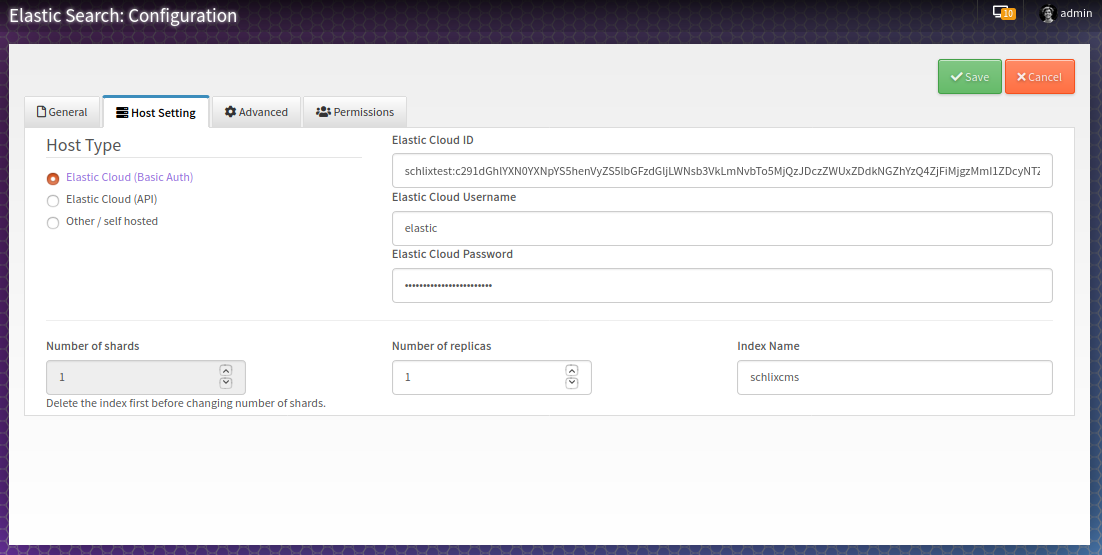 Elastic Search: Configuration
10
admin
Save
Cancel
General
Host Setting
Advanced
Permissions
Host Type
Elastic Cloud (Basic Auth)
Elastic Cloud (API)
Other / self hosted
Elastic Cloud ID
Elastic Cloud Username
elastic
Elastic Cloud Password
••••••••••••••••••••••••
Number of shards
1
Delete the index first before changing number of shards.
Number of replicas
1
Index Name
schlixcms